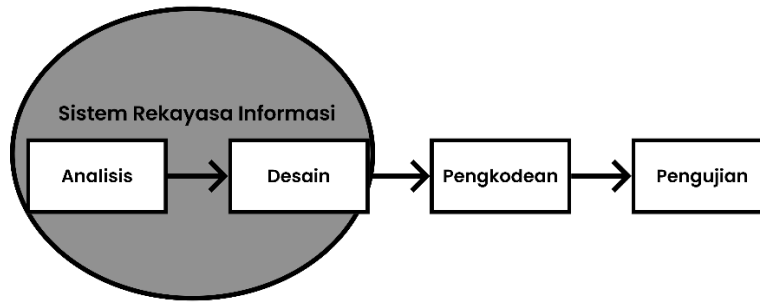 Sistem Rekayasa Informasi
Analisis
Desain
Pengkodean
Pengujian